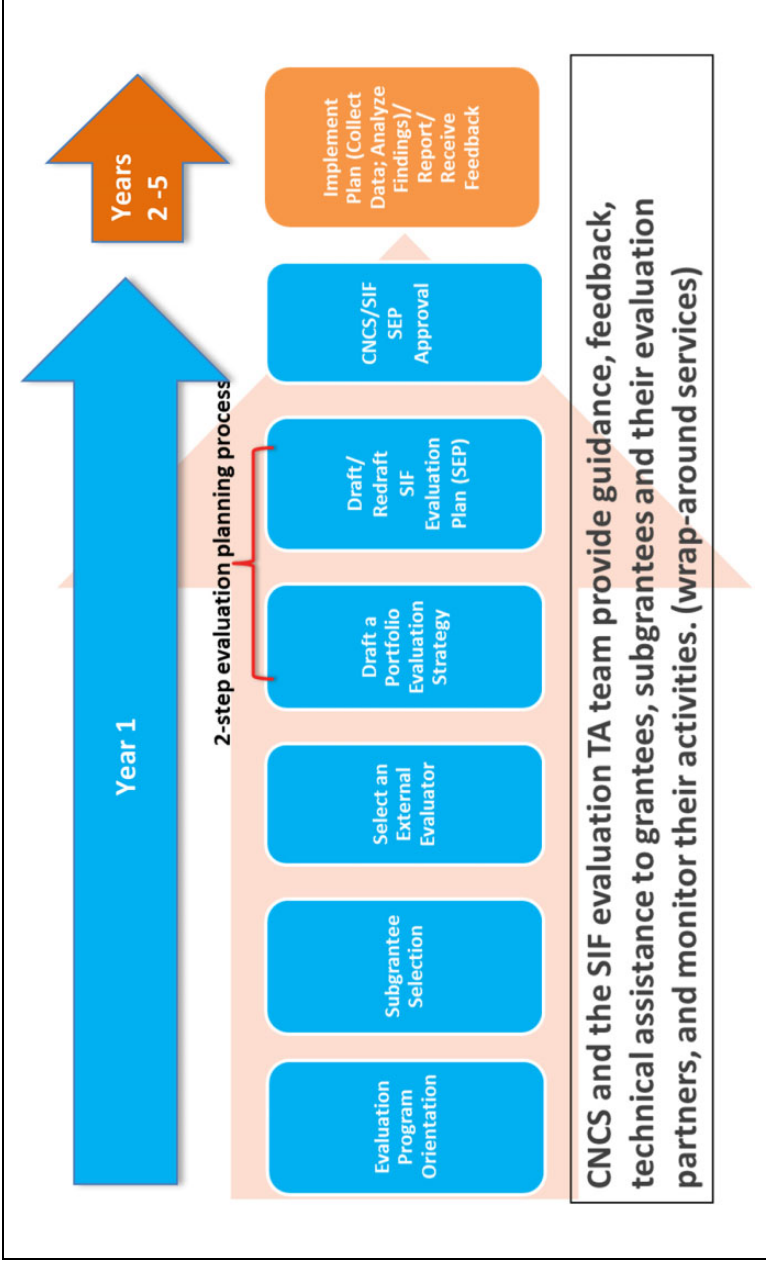 Year 1
Years
2 -5
2-step evaluation planning process
Evaluation
Program
Orientation
Subgrantee
Selection
Select an
External
Evaluator
Draft a
Portfolio
Evaluation
Strategy
Draft/
Redraft
SIF
Evaluation
Plan (SEP)
CNCS/SIF
SEP
Approval
Implement
Plan (Collect
Data; Analyze
Findings)/
Report/
Receive
Feedback
CNCS and the SIF evaluation TA team provide guidance, feedback,
technical assistance to grantees, subgrantees and their evaluation
partners, and monitor their activities. (wrap-around services)